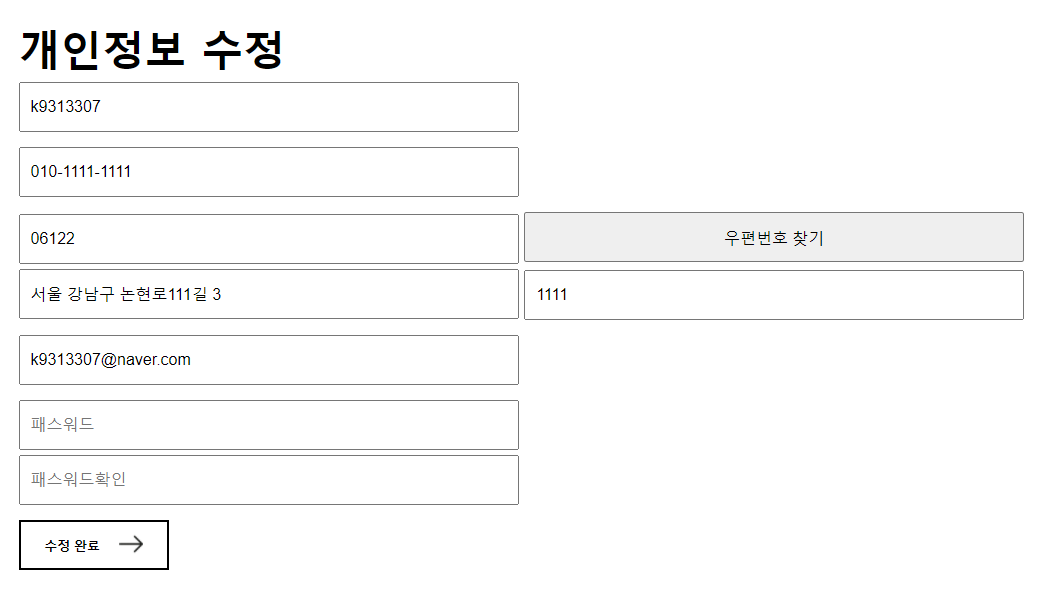 개인정보 수정
k9313307
010-1111-1111
06122
우편번호 찾기
서울 강남구 논현로111길 3
1111
k9313307@naver.com
패스워드
패스워드확인
수정 완료